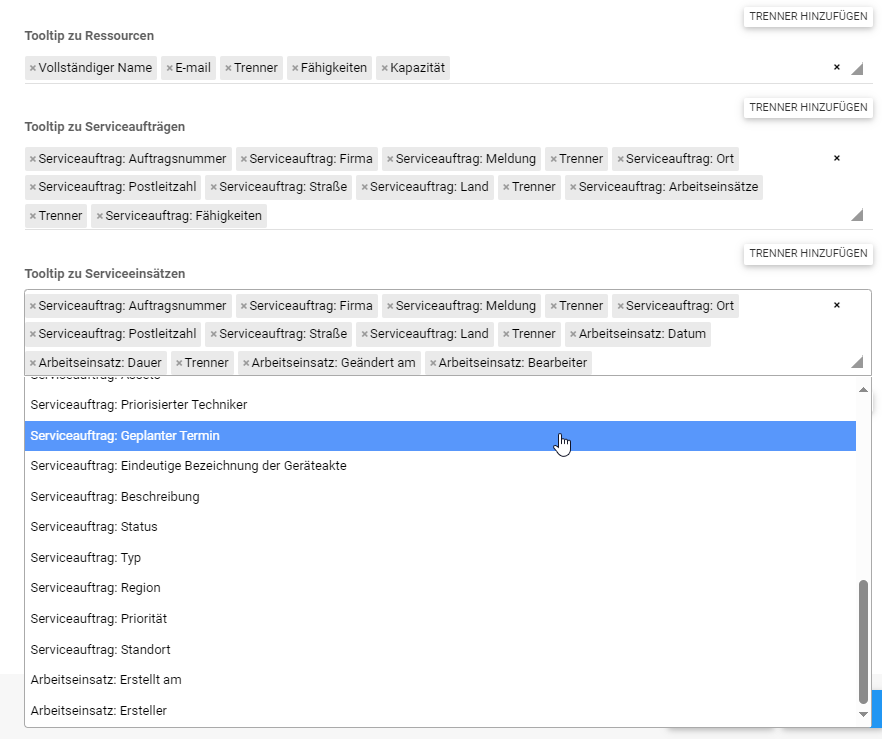 TRENNER HINZUFÜGEN
Tooltip zu Ressourcen
×Vollständiger Name ×E-mail ×Trenner ×Fähigkeiten ×Kapazität ×
TRENNER HINZUFÜGEN
Tooltip zu Serviceaufträgen
×Serviceauftrag: Auftragsnummer ×Serviceauftrag: Firma ×Serviceauftrag: Meldung ×Trenner ×Serviceauftrag: Ort ×
×Serviceauftrag: Postleitzahl ×Serviceauftrag: Straße ×Serviceauftrag: Land ×Trenner ×Serviceauftrag: Arbeitseinsätze
×Trenner ×Serviceauftrag: Fähigkeiten
TRENNER HINZUFÜGEN
Tooltip zu Serviceeinsätzen
×Serviceauftrag: Auftragsnummer ×Serviceauftrag: Firma ×Serviceauftrag: Meldung ×Trenner ×Serviceauftrag: Ort ×
×Serviceauftrag: Postleitzahl ×Serviceauftrag: Straße ×Serviceauftrag: Land ×Trenner ×Arbeitseinsatz: Datum
×Arbeitseinsatz: Dauer ×Trenner ×Arbeitseinsatz: Geändert am ×Arbeitseinsatz: Bearbeiter
Serviceauftrag: Assets
Serviceauftrag: Priorisierter Techniker
Serviceauftrag: Geplanter Termin
Serviceauftrag: Eindeutige Bezeichnung der Geräteakte
Serviceauftrag: Beschreibung
Serviceauftrag: Status
Serviceauftrag: Typ
Serviceauftrag: Region
Serviceauftrag: Priorität
Serviceauftrag: Standort
Arbeitseinsatz: Erstellt am
Arbeitseinsatz: Ersteller